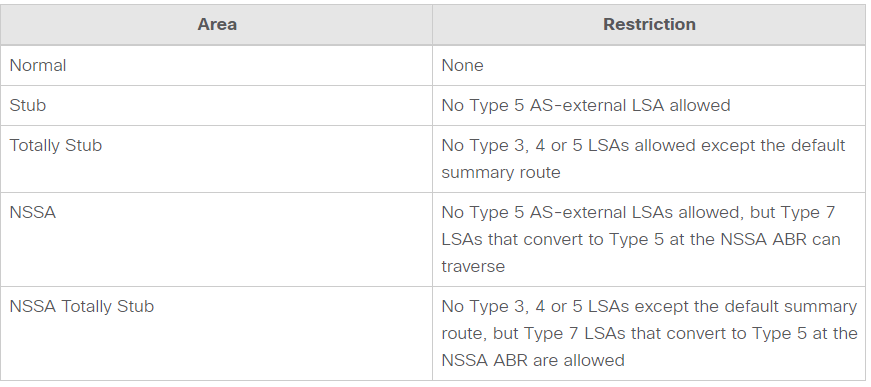 Area Restriction
Normal None
Stub No Type 5 AS-external LSA allowed
Totally Stub No Type 3, 4 or 5 LSAs allowed except the default
summary route
NSSA No Type 5 AS-external LSAs allowed, but Type 7
LSAs that convert to Type 5 at the NSSA ABR can
traverse
NSSA Totally Stub No Type 3, 4 or 5 LSAs except the default summary
route, but Type 7 LSAs that convert to Type 5 at the
NSSA ABR are allowed